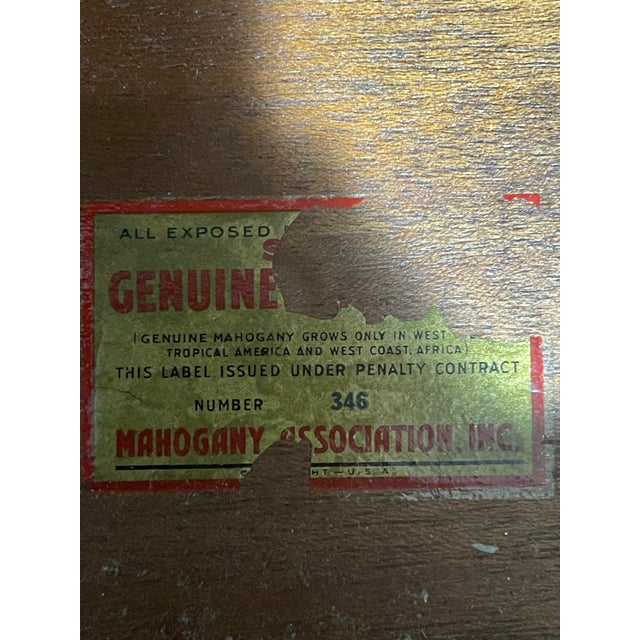 ALL EXPOSED
GENUINE
(GENUINE MAHOGANY GROWS ONLY IN WEST
TROPICAL AMERICA AND WEST COAST, AFRICA)
THIS LABEL ISSUED UNDER PENALTY CONTRACT
NUMBER 346
MAHOGANY ASSOCIATION, INC.
HT—U.S.A.